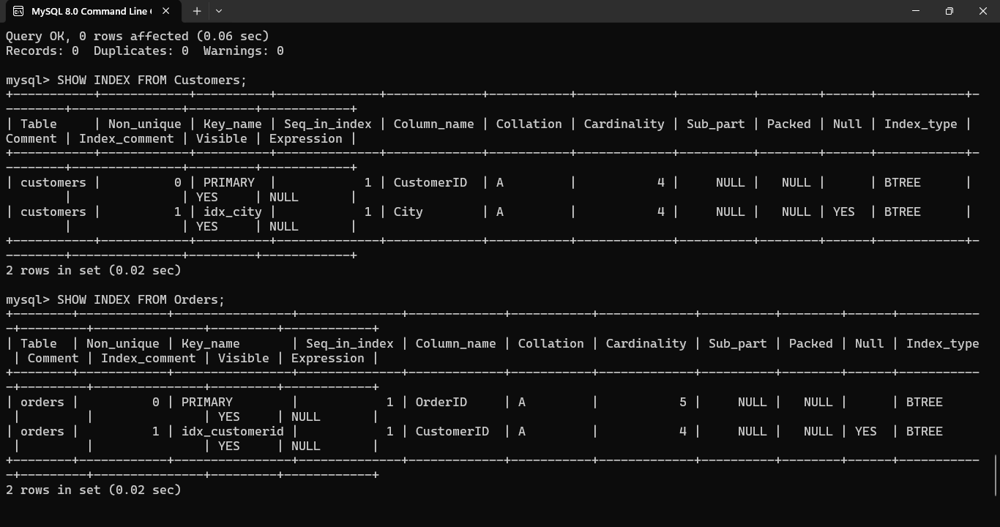 MySQL 8.0 Command Line
Query OK, 0 rows affected (0.06 sec)
Records: 0  Duplicates: 0  Warnings: 0
mysql> SHOW INDEX FROM Customers;
+-----------+------------+----------+--------------+-------------+-----------+-------------+----------+--------+------+------------+-
--------+---------------+---------+------------+
| Table     | Non_unique | Key_name | Seq_in_index | Column_name | Collation | Cardinality | Sub_part | Packed | Null | Index_type |
Comment | Index_comment | Visible | Expression |
+-----------+------------+----------+--------------+-------------+-----------+-------------+----------+--------+------+------------+-
--------+---------------+---------+------------+
| customers |          0 | PRIMARY  |            1 | CustomerID  | A         |           4 |     NULL |   NULL |      | BTREE      |
        |               | YES     | NULL       |
| customers |          1 | idx_city |            1 | City        | A         |           4 |     NULL |   NULL | YES  | BTREE      |
        |               | YES     | NULL       |
+-----------+------------+----------+--------------+-------------+-----------+-------------+----------+--------+------+------------+-
--------+---------------+---------+------------+
2 rows in set (0.02 sec)
mysql> SHOW INDEX FROM Orders;
+--------+------------+----------------+--------------+-------------+-----------+-------------+----------+--------+------+-----------
-+---------+---------------+---------+------------+
| Table  | Non_unique | Key_name       | Seq_in_index | Column_name | Collation | Cardinality | Sub_part | Packed | Null | Index_type
 | Comment | Index_comment | Visible | Expression |
+--------+------------+----------------+--------------+-------------+-----------+-------------+----------+--------+------+-----------
-+---------+---------------+---------+------------+
| orders |          0 | PRIMARY        |            1 | OrderID     | A         |           5 |     NULL |   NULL |      | BTREE
 |         |               | YES     | NULL       |
| orders |          1 | idx_customerid |            1 | CustomerID  | A         |           4 |     NULL |   NULL | YES  | BTREE
 |         |               | YES     | NULL       |
+--------+------------+----------------+--------------+-------------+-----------+-------------+----------+--------+------+-----------
-+---------+---------------+---------+------------+
2 rows in set (0.02 sec)